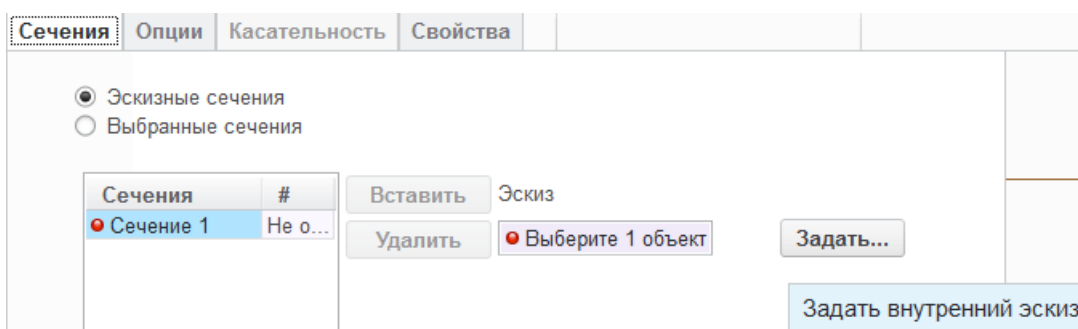 Сечения Опции Касательность Свойства
Эскизные сечения
Выбранные сечения
Сечения # Вставить Эскиз
Сечение 1 Не о... Удалить Выберите 1 объект Задать...
Задать внутренний эскиз